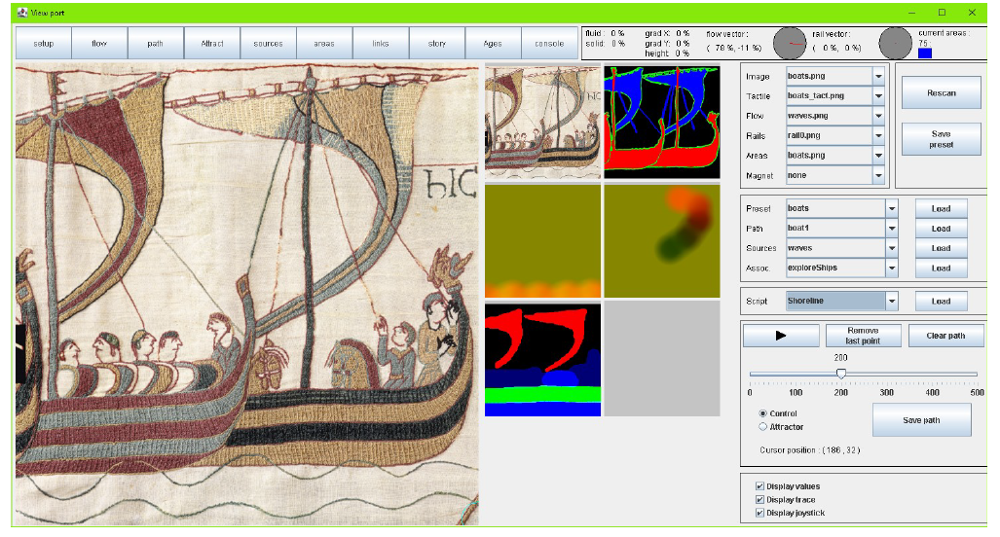 View port
setup flow path Attract sources areas links story Ages console
fluid : 0 % grad X: 0 % flow vector : rail vector : current areas :
solid: 0 % grad Y: 0 % ( 78 %,-11 %) ( 0 %, 0 %) 75 :
height: 0 %
Image boats.png
Tactile boats_tact.png
Flow waves.png
Rails rail0.png
Areas boats.png
Magnet none
Rescan
Save
preset
Preset boats Load
Path boat1 Load
Sources waves Load
Assoc. exploreShips Load
Script Shoreline Load
Remove
last point
Clear path
200
0 100 200 300 400 500
Control
Attractor
Save path
Cursor position : ( 186 , 32 )
Display values
Display trace
Display joystick
hIC